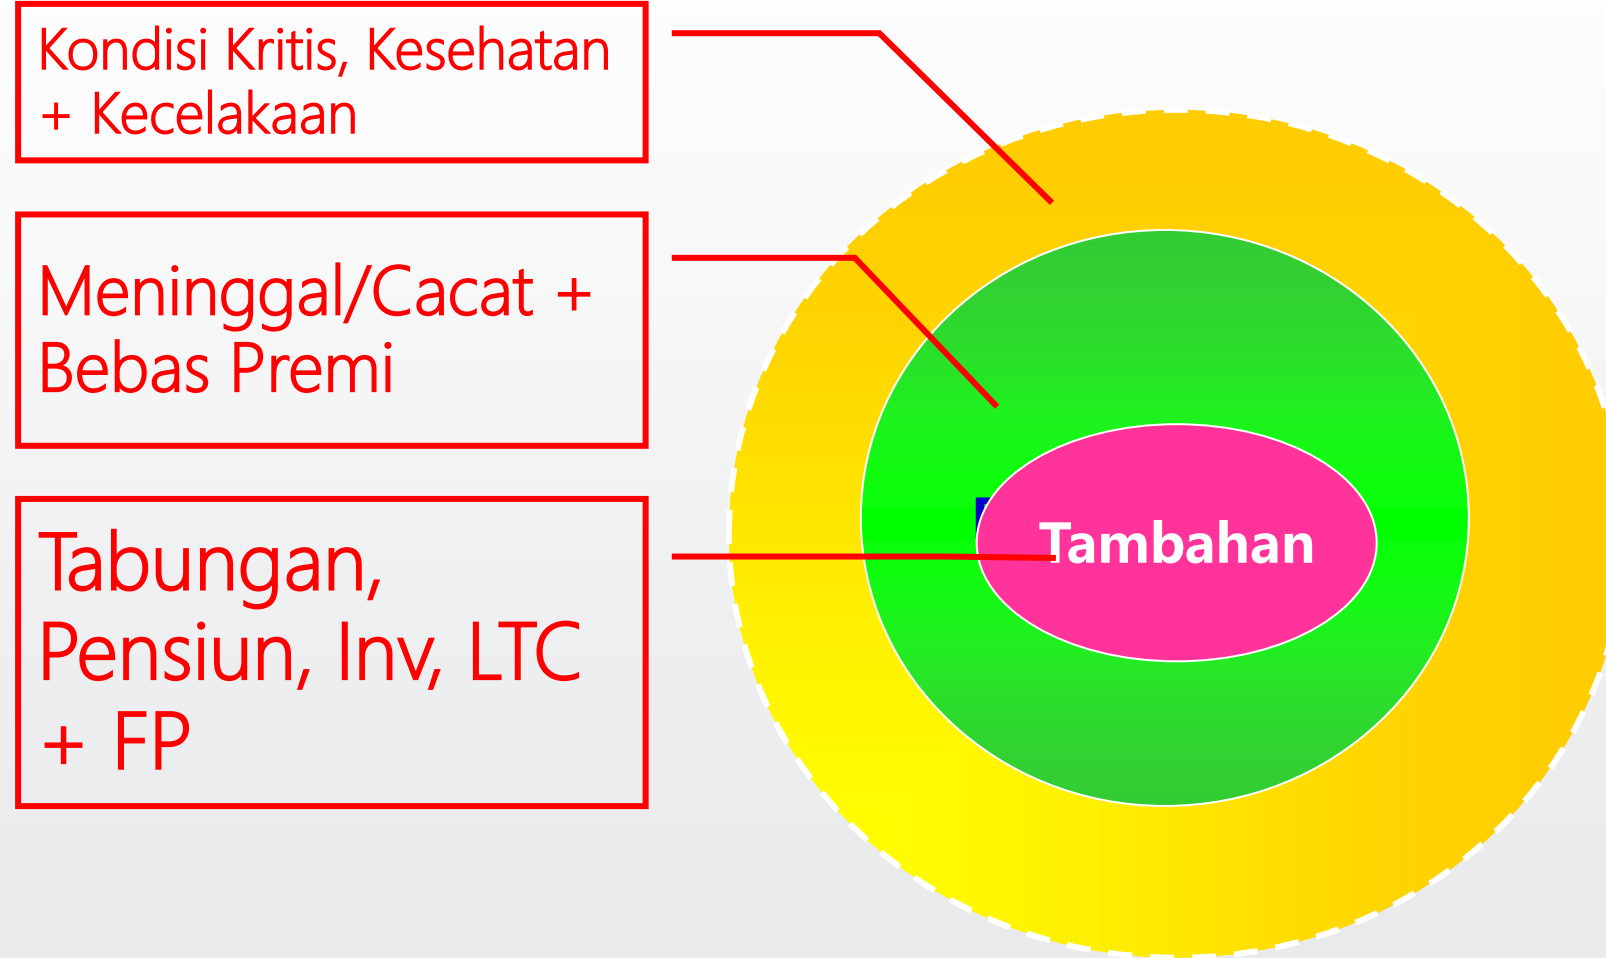 Kondisi Kritis, Kesehatan
+ Kecelakaan
Meninggal/Cacat +
Bebas Premi
Tabungan,
Pensiun, Inv, LTC
+ FP
Tambahan